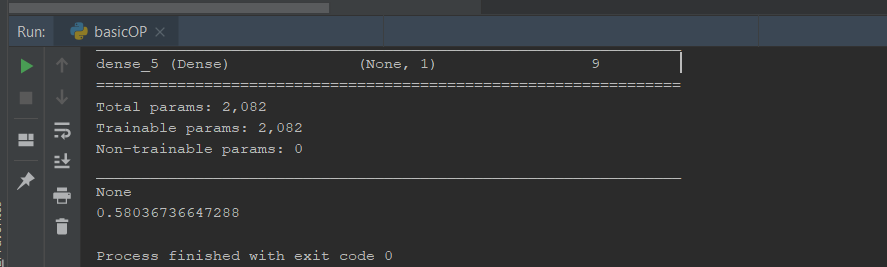 Run: basicOP ×
dense_5 (Dense) (None, 1) 9
=================================================================
Total params: 2,082
Trainable params: 2,082
Non-trainable params: 0
_________________________________________________________________
None
0.58036736647288
Process finished with exit code 0